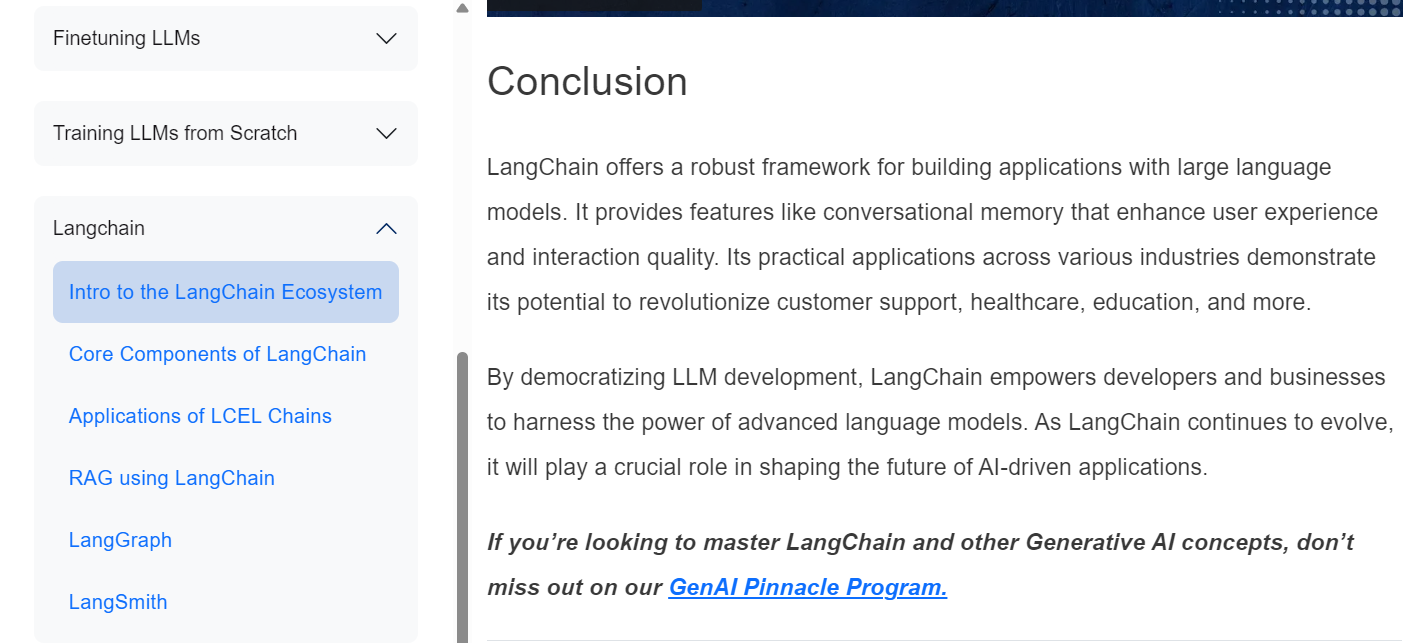 Finetuning LLMs
Training LLMs from Scratch
Langchain
Intro to the LangChain Ecosystem
Core Components of LangChain
Applications of LCEL Chains
RAG using LangChain
LangGraph
LangSmith
Conclusion
LangChain offers a robust framework for building applications with large language
models. It provides features like conversational memory that enhance user experience
and interaction quality. Its practical applications across various industries demonstrate
its potential to revolutionize customer support, healthcare, education, and more.
By democratizing LLM development, LangChain empowers developers and businesses
to harness the power of advanced language models. As LangChain continues to evolve,
it will play a crucial role in shaping the future of AI-driven applications.
If you’re looking to master LangChain and other Generative AI concepts, don’t
miss out on our GenAI Pinnacle Program.